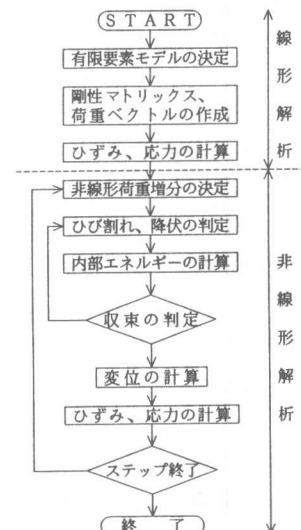 START
有限要素モデルの決定
剛性マトリックス、
荷重ベクトルの作成
ひずみ、応力の計算
線形解析
非線形荷重増分の決定
ひび割れ、降伏の判定
内部エネルギーの計算
収束の判定
変位の計算
ひずみ、応力の計算
ステップ終了
終了
非線形解析